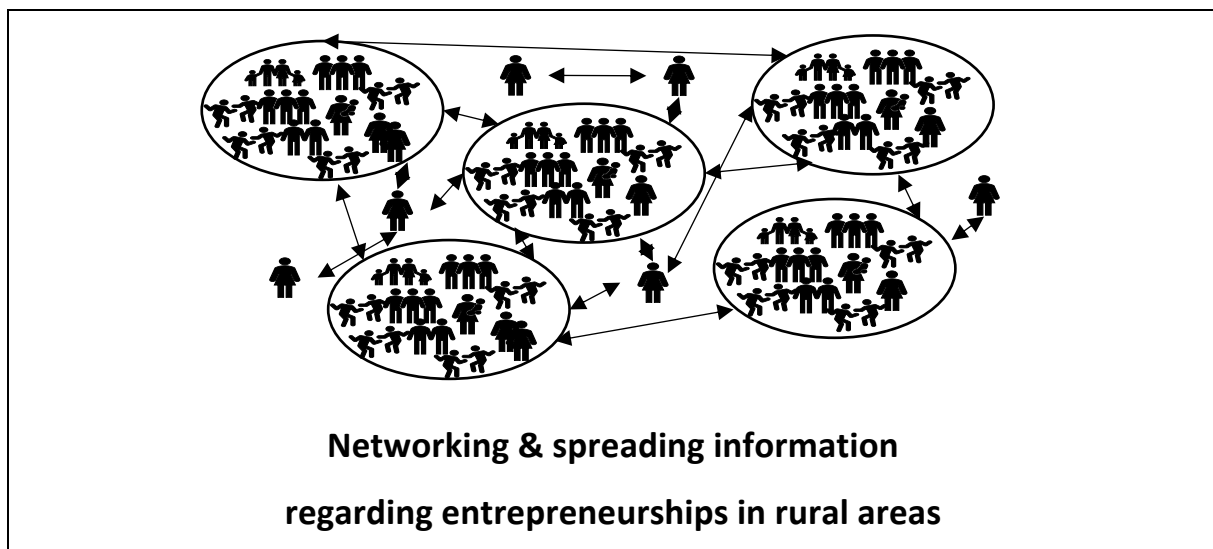 Networking & spreading information
regarding entrepreneurships in rural areas